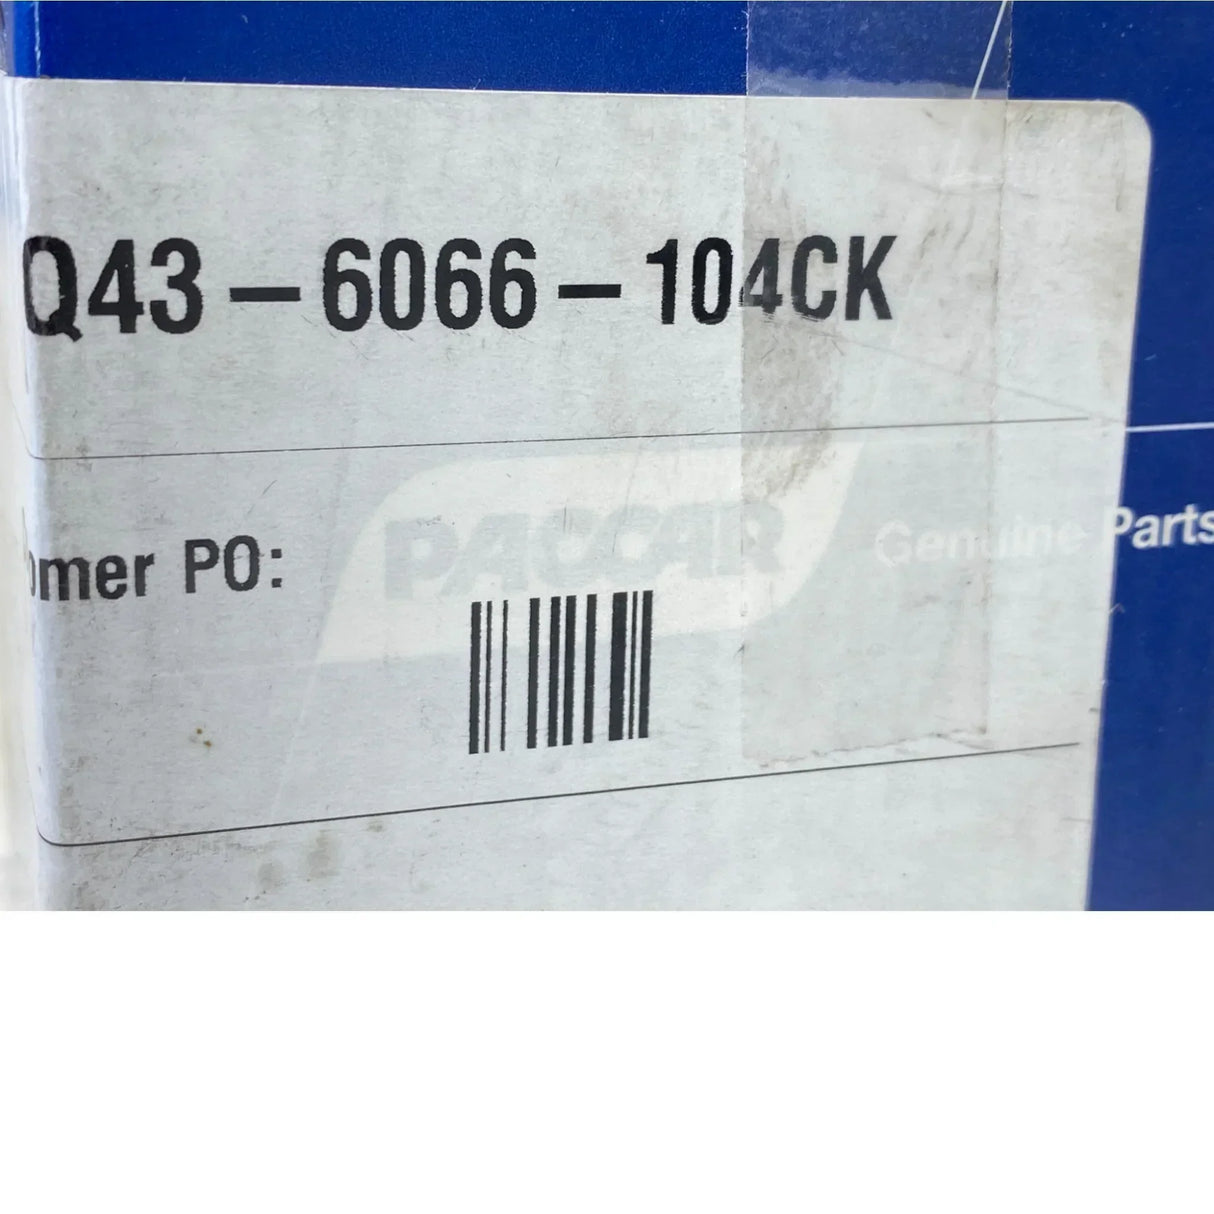 Q43-6066-104CK
omer PO:
PACCAR
Genuine Parts